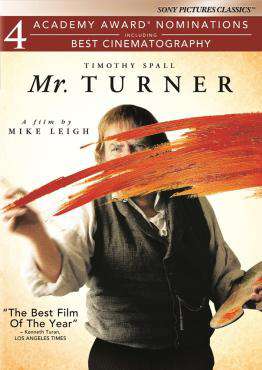 SONY PICTURES CLASSICS™
4 ACADEMY AWARD® NOMINATIONS
INCLUDING
BEST CINEMATOGRAPHY
TIMOTHY SPALL
Mr. TURNER
A film by
MIKE LEIGH
"The Best Film
Of The Year"
– Kenneth Turan,
LOS ANGELES TIMES